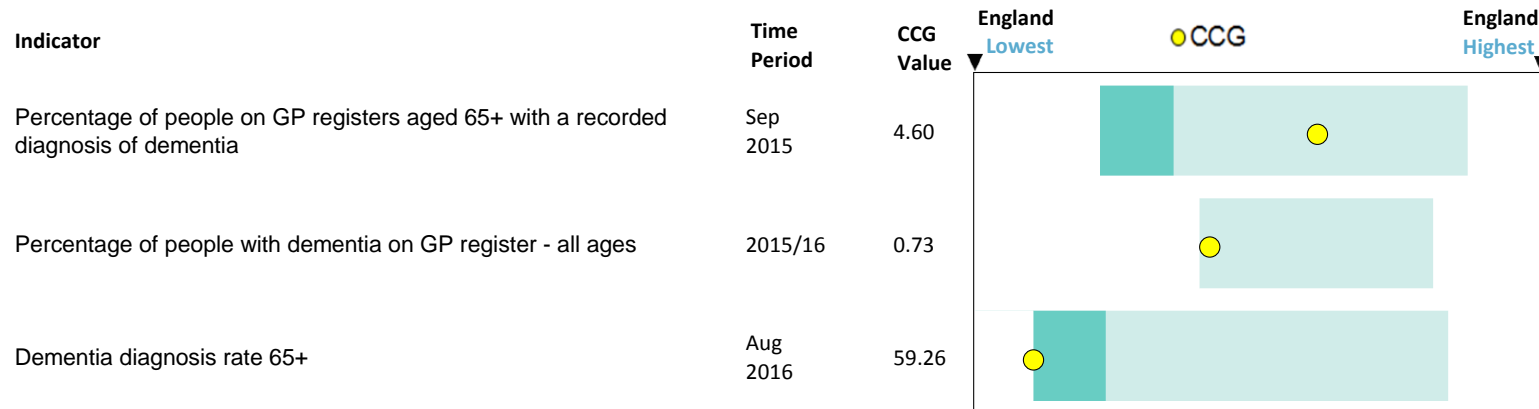 Indicator
Time Period
CCG Value
England Lowest
CCG
England Highest
Percentage of people on GP registers aged 65+ with a recorded
diagnosis of dementia
Sep
2015
4.60
Percentage of people with dementia on GP register - all ages
2015/16
0.73
Dementia diagnosis rate 65+
Aug
2016
59.26